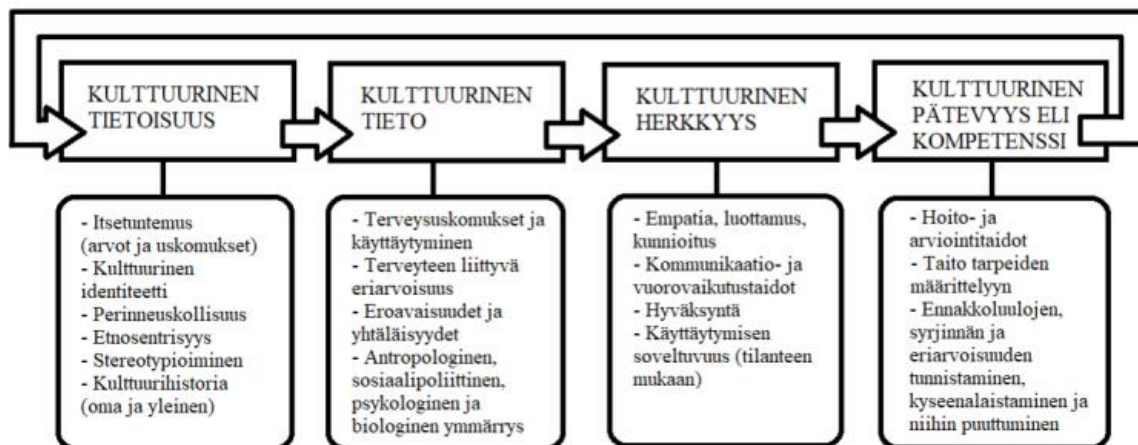 KULTTUURINEN
TIETOISUUS
KULTTUURINEN
TIETO
KULTTUURINEN
HERKKYYS
KULTTUURINEN
PÄTEVYYS ELI
KOMPETENSSI
- Itsetuntemus
(arvot ja uskomukset)
- Kulttuurinen
identiteetti
- Perinneuskollisuus
- Etnosentrisyys
- Stereotypioiminen
- Kulttuurihistoria
(oma ja yleinen)
- Terveysuskomukset ja
käyttäytyminen
- Terveyteen liittyvä
eriarvoisuus
- Eroavaisuudet ja
yhtäläisyydet
- Antropologinen,
sosiaalipoliittinen,
psykologinen ja
biologinen ymmärrys
- Empatia, luottamus,
kunnioitus
- Kommunikaatio- ja
vuorovaikutustaidot
- Hyväksyntä
- Käyttäytymisen
soveltuvuus (tilanteen
mukaan)
- Hoito- ja
arviointitaidot
- Taito tarpeiden
määrittelyyn
- Ennakkoluulojen,
syrjinnän ja
eriarvoisuuden
tunnistaminen,
kyseenalaistaminen ja
niihin puuttuminen